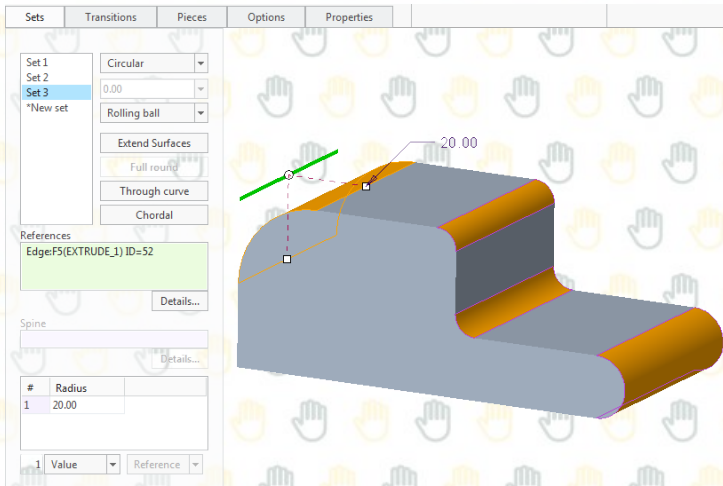 Sets Transitions Pieces Options Properties
Set 1
Set 2
Set 3
*New set
Circular
0.00
Rolling ball
Extend Surfaces
Full round
Through curve
Chordal
References
Edge:F5(EXTRUDE_1) ID=52
Details...
Spine
Details...
# Radius
1 20.00
1 Value Reference
20.00